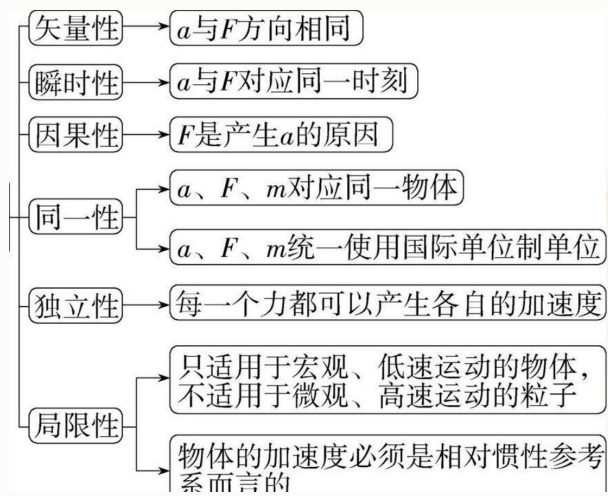 矢量性
a与F方向相同
瞬时性
a与F对应同一时刻
因果性
F是产生a的原因
同一性
a、F、m对应同一物体
a、F、m统一使用国际单位制单位
独立性
每一个力都可以产生各自的加速度
局限性
只适用于宏观、低速运动的物体，
不适用于微观、高速运动的粒子
物体的加速度必须是相对惯性参考
系而言的